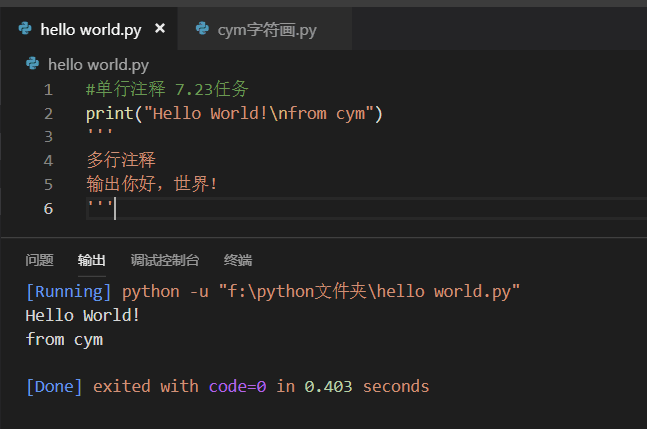 hello world.py × cym字符画.py
hello world.py
1 #单行注释 7.23任务
2 print("Hello World!\nfrom cym")
3 '''
4 多行注释
5 输出你好，世界！
6 '''
问题 输出 调试控制台 终端
[Running] python -u "f:\python文件夹\hello world.py"
Hello World!
from cym
[Done] exited with code=0 in 0.403 seconds